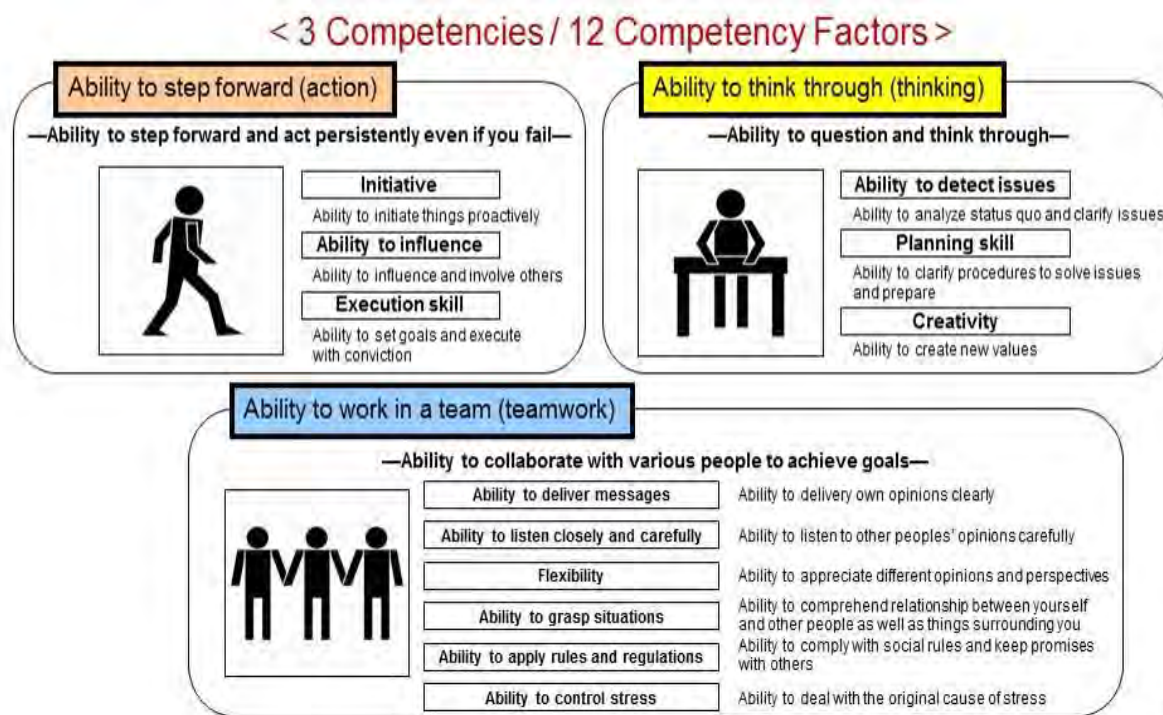 < 3 Competencies / 12 Competency Factors >
Ability to step forward (action)
—Ability to step forward and act persistently even if you fail—
Initiative
Ability to initiate things proactively
Ability to influence
Ability to influence and involve others
Execution skill
Ability to set goals and execute
with conviction
Ability to think through (thinking)
—Ability to question and think through—
Ability to detect issues
Ability to analyze status quo and clarify issues
Planning skill
Ability to clarify procedures to solve issues
and prepare
Creativity
Ability to create new values
Ability to work in a team (teamwork)
—Ability to collaborate with various people to achieve goals—
Ability to deliver messages
Ability to delivery own opinions clearly
Ability to listen closely and carefully
Ability to listen to other peoples' opinions carefully
Flexibility
Ability to appreciate different opinions and perspectives
Ability to grasp situations
Ability to comprehend relationship between yourself
and other people as well as things surrounding you
Ability to apply rules and regulations
Ability to comply with social rules and keep promises
with others
Ability to control stress
Ability to deal with the original cause of stress